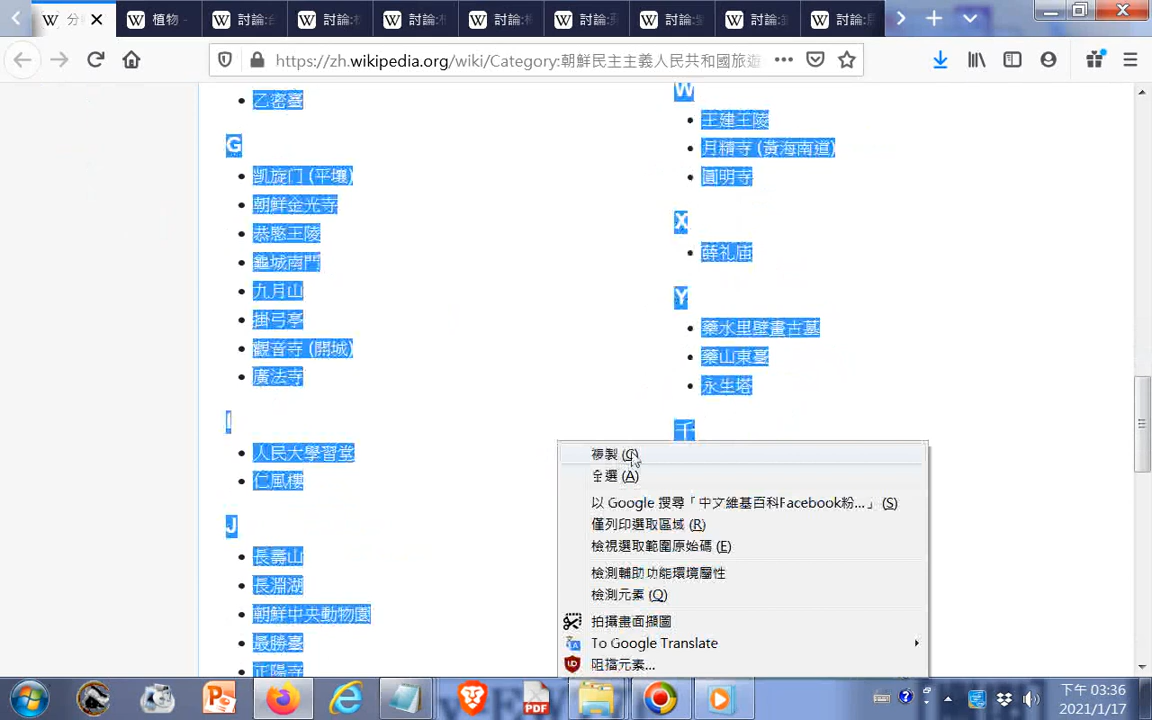 分
植物 -
討論:
討論:
討論:
討論:
討論:
討論:
討論:
討論:
https://zh.wikipedia.org/wiki/Category:朝鮮民主主義人民共和國旅遊
乙密臺
G
凱旋门 (平壤)
朝鮮金光寺
恭愍王陵
龜城南門
九月山
掛弓亭
觀音寺 (開城)
廣法寺
I
人民大學習堂
仁風樓
J
長壽山
長淵湖
朝鮮中央動物園
最勝臺
正陽寺
W
王建王陵
月精寺 (黃海南道)
圓明寺
X
薛礼庙
Y
藥水里壁畫古墓
藥山東臺
永生塔
千
複製 (C)
全選 (A)
以 Google 搜尋「中文維基百科Facebook粉...」 (S)
僅列印選取區域 (R)
檢視選取範圍原始碼 (E)
檢測輔助功能環境屬性
檢測元素 (Q)
拍攝畫面擷圖
To Google Translate
阻擋元素...
PDF
下午 03:36
2021/1/17